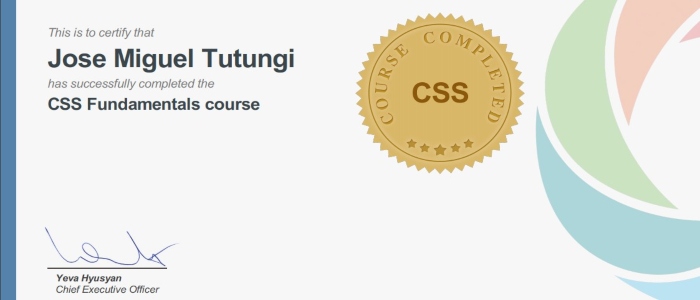 This is to certify that
Jose Miguel Tutungi
has successfully completed the
CSS Fundamentals course
COURSE COMPLETED
CSS
Yeva Hyusyan
Chief Executive Officer